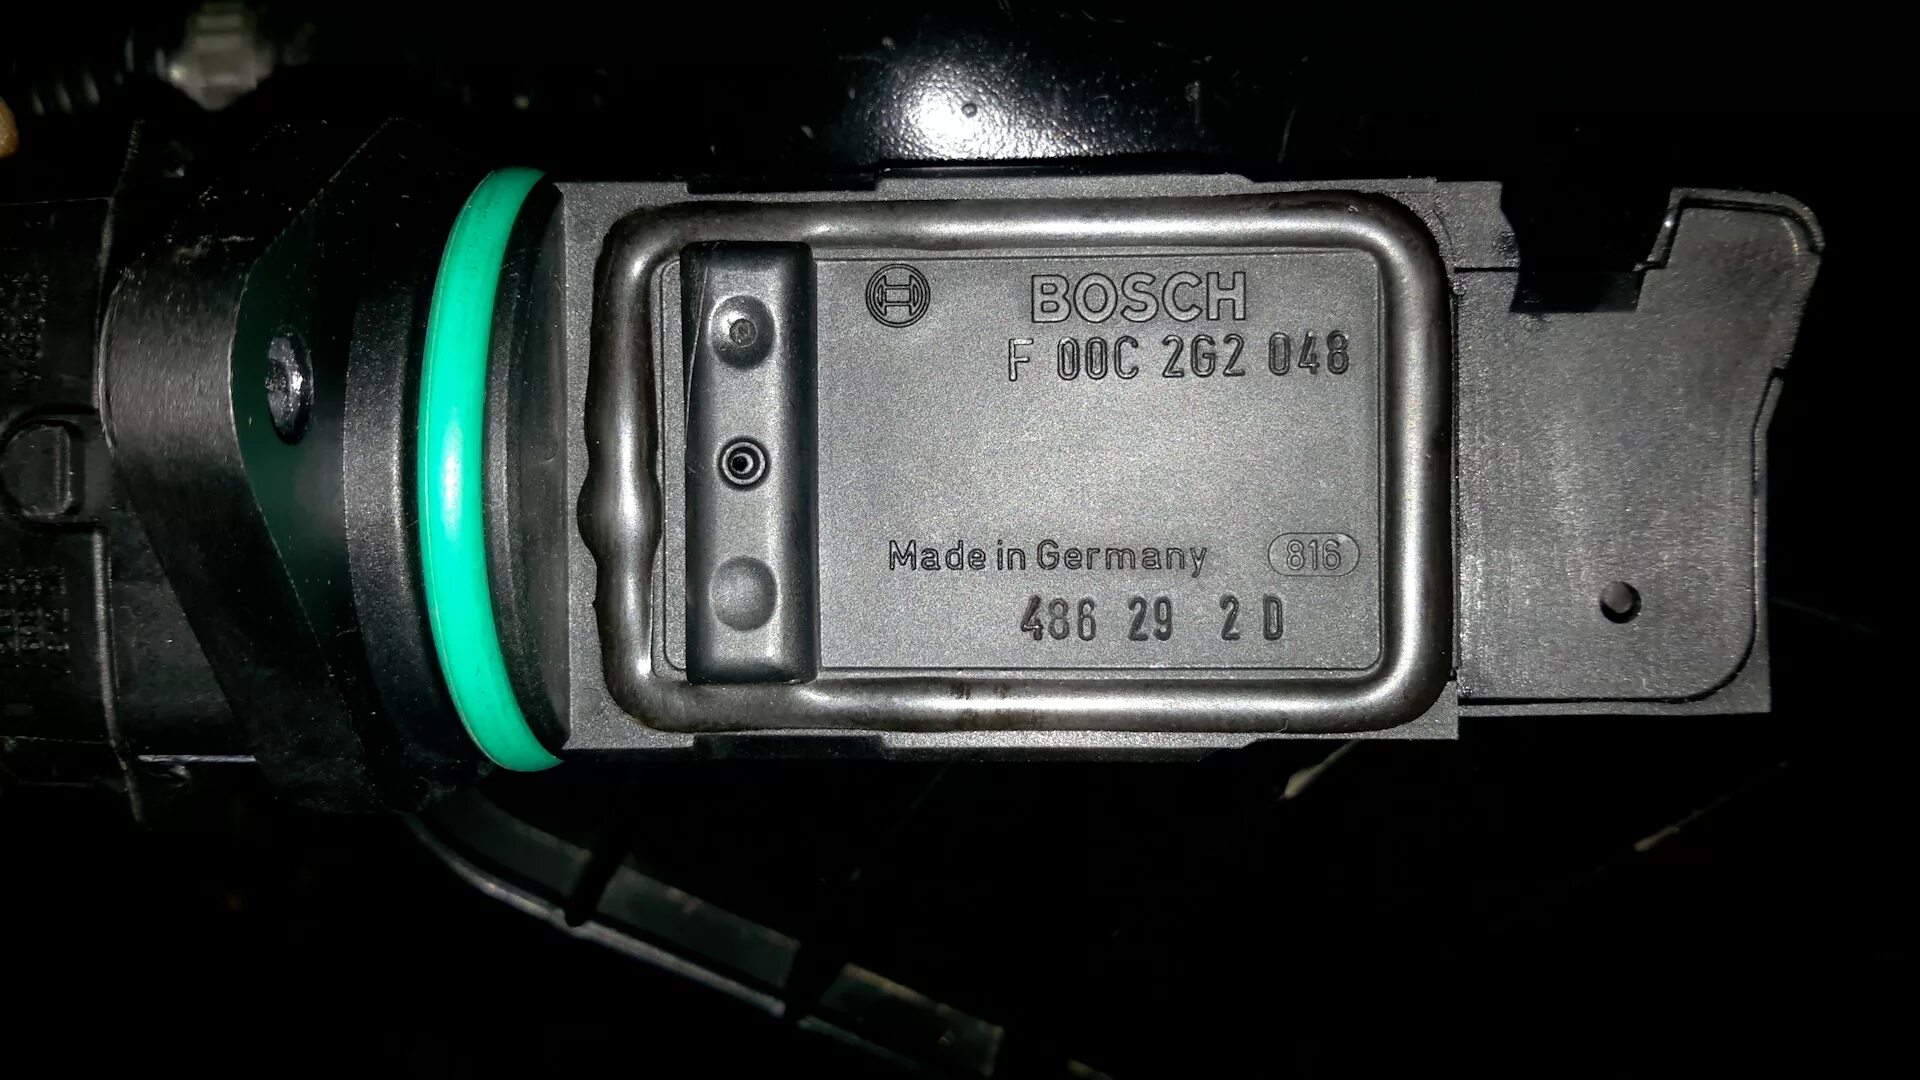 BOSCH
F 00C 2G2 048
Made in Germany 816
486 29 2 D